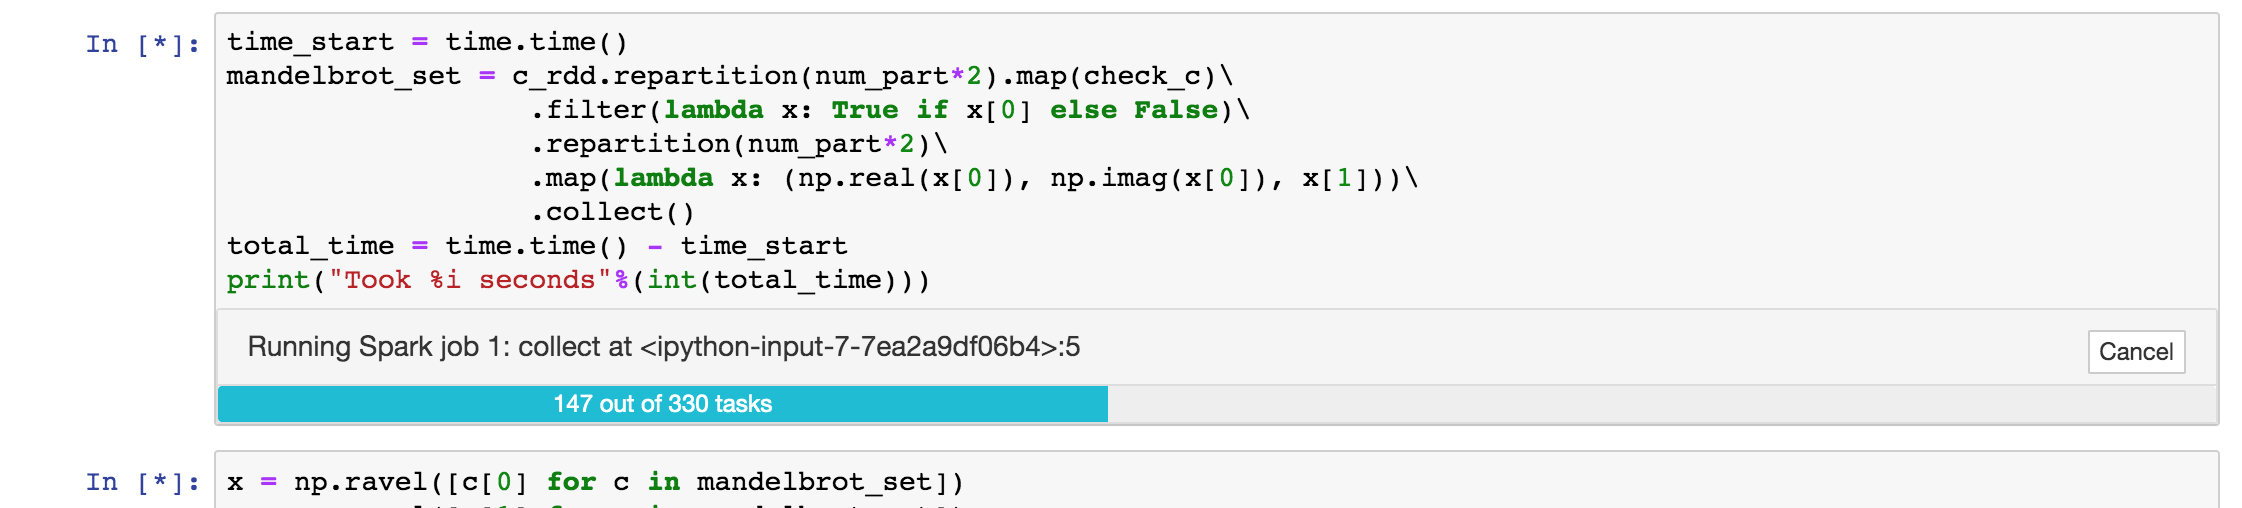 In [*]: time_start = time.time()
mandelbrot_set = c_rdd.repartition(num_part*2).map(check_c)\
.filter(lambda x: True if x[0] else False)\
.repartition(num_part*2)\
.map(lambda x: (np.real(x[0]), np.imag(x[0]), x[1]))\
.collect()
total_time = time.time() - time_start
print("Took %i seconds"%(int(total_time)))
Running Spark job 1: collect at <ipython-input-7-7ea2a9df06b4>:5
Cancel
147 out of 330 tasks
In [*]: x = np.ravel([c[0] for c in mandelbrot_set])